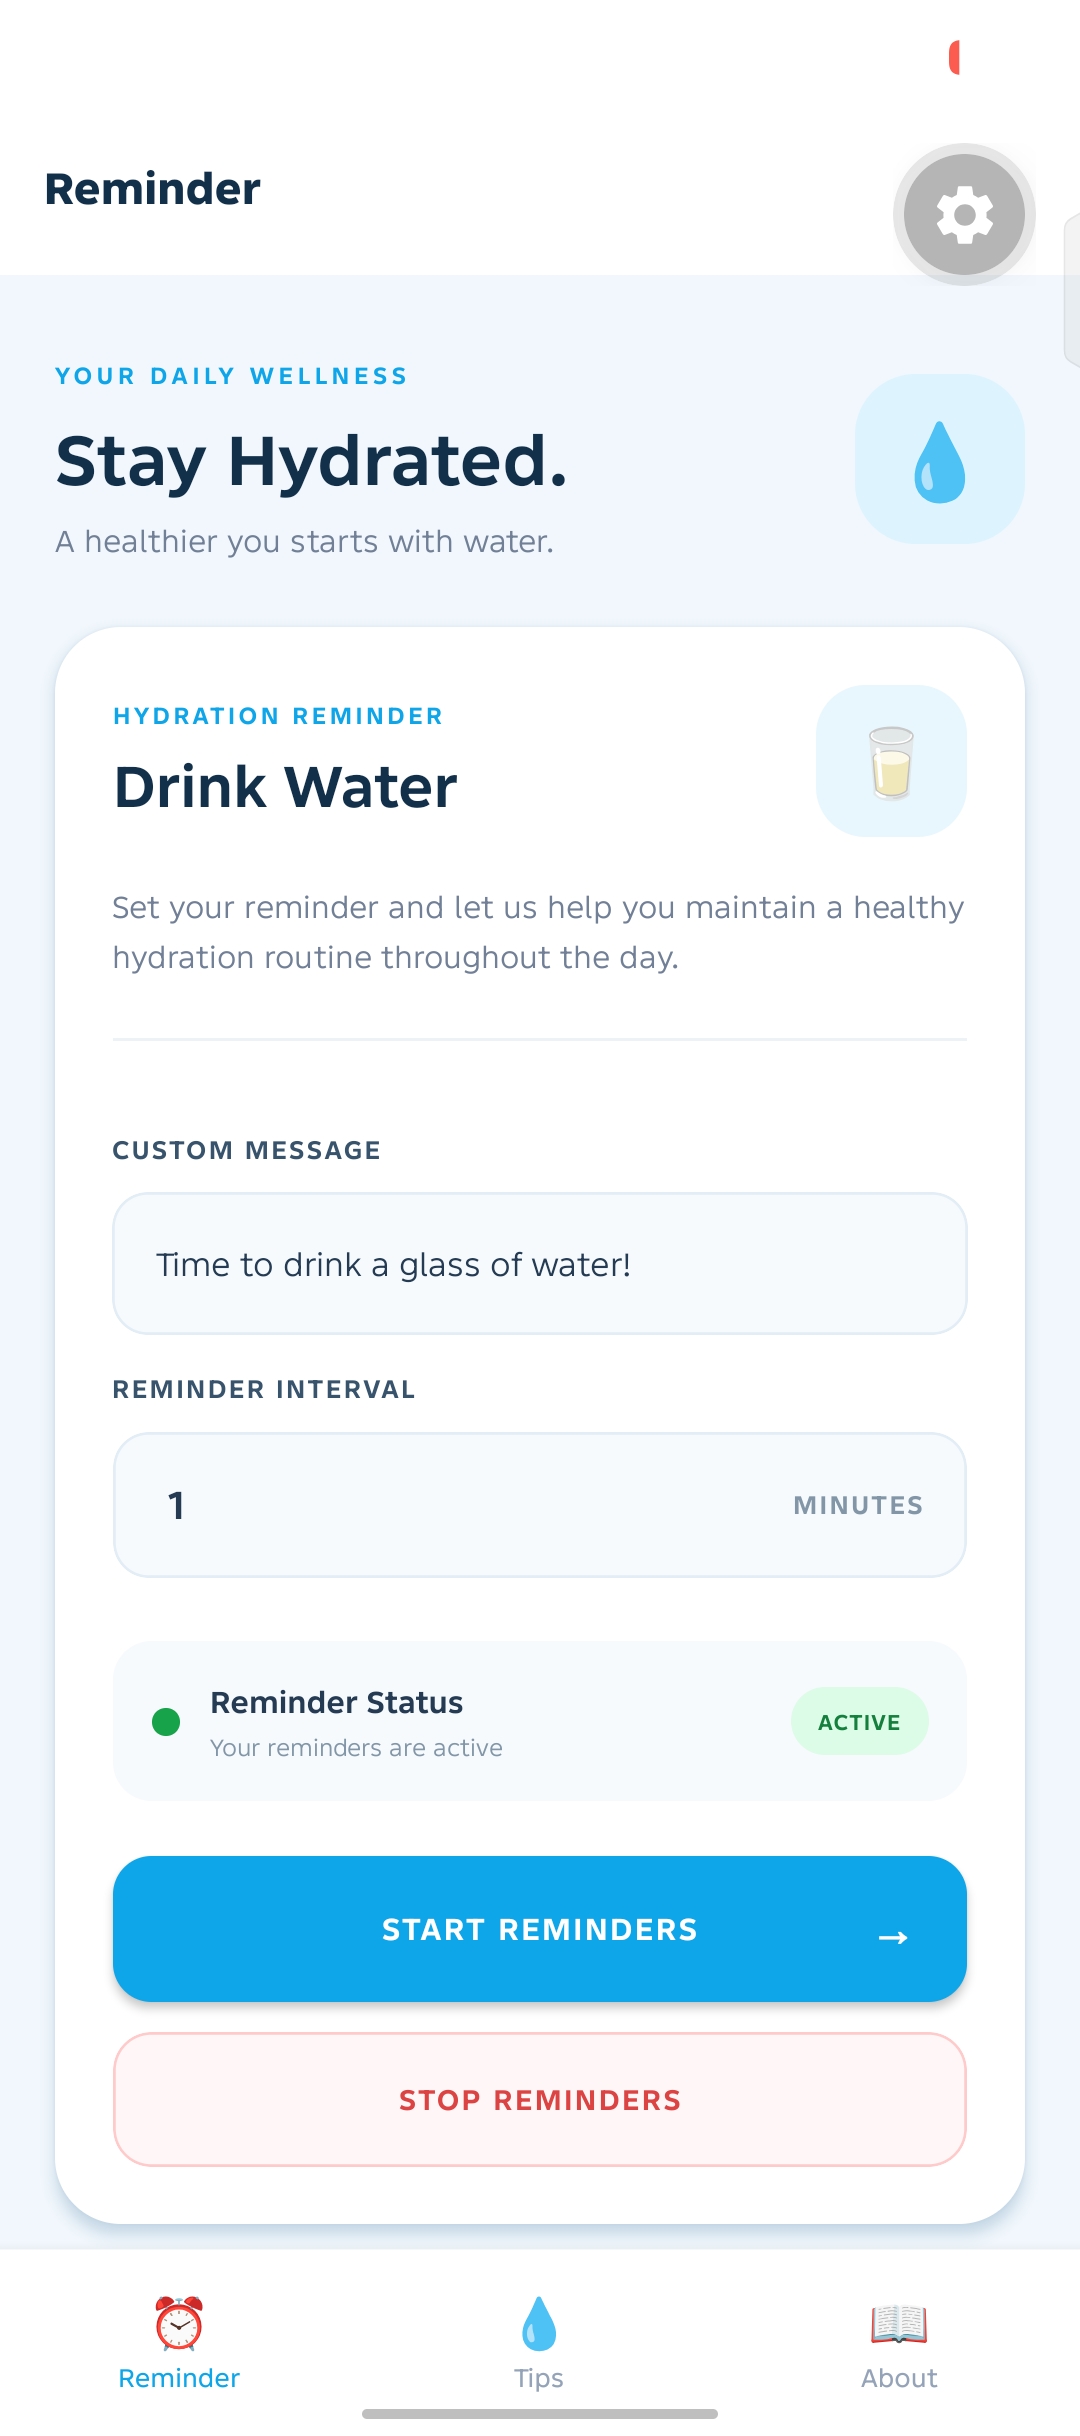 Reminder
YOUR DAILY WELLNESS
Stay Hydrated.
A healthier you starts with water.
HYDRATION REMINDER
Drink Water
Set your reminder and let us help you maintain a healthy
hydration routine throughout the day.
CUSTOM MESSAGE
Time to drink a glass of water!
REMINDER INTERVAL
1 MINUTES
Reminder Status
Your reminders are active
ACTIVE
START REMINDERS →
STOP REMINDERS
Reminder Tips About